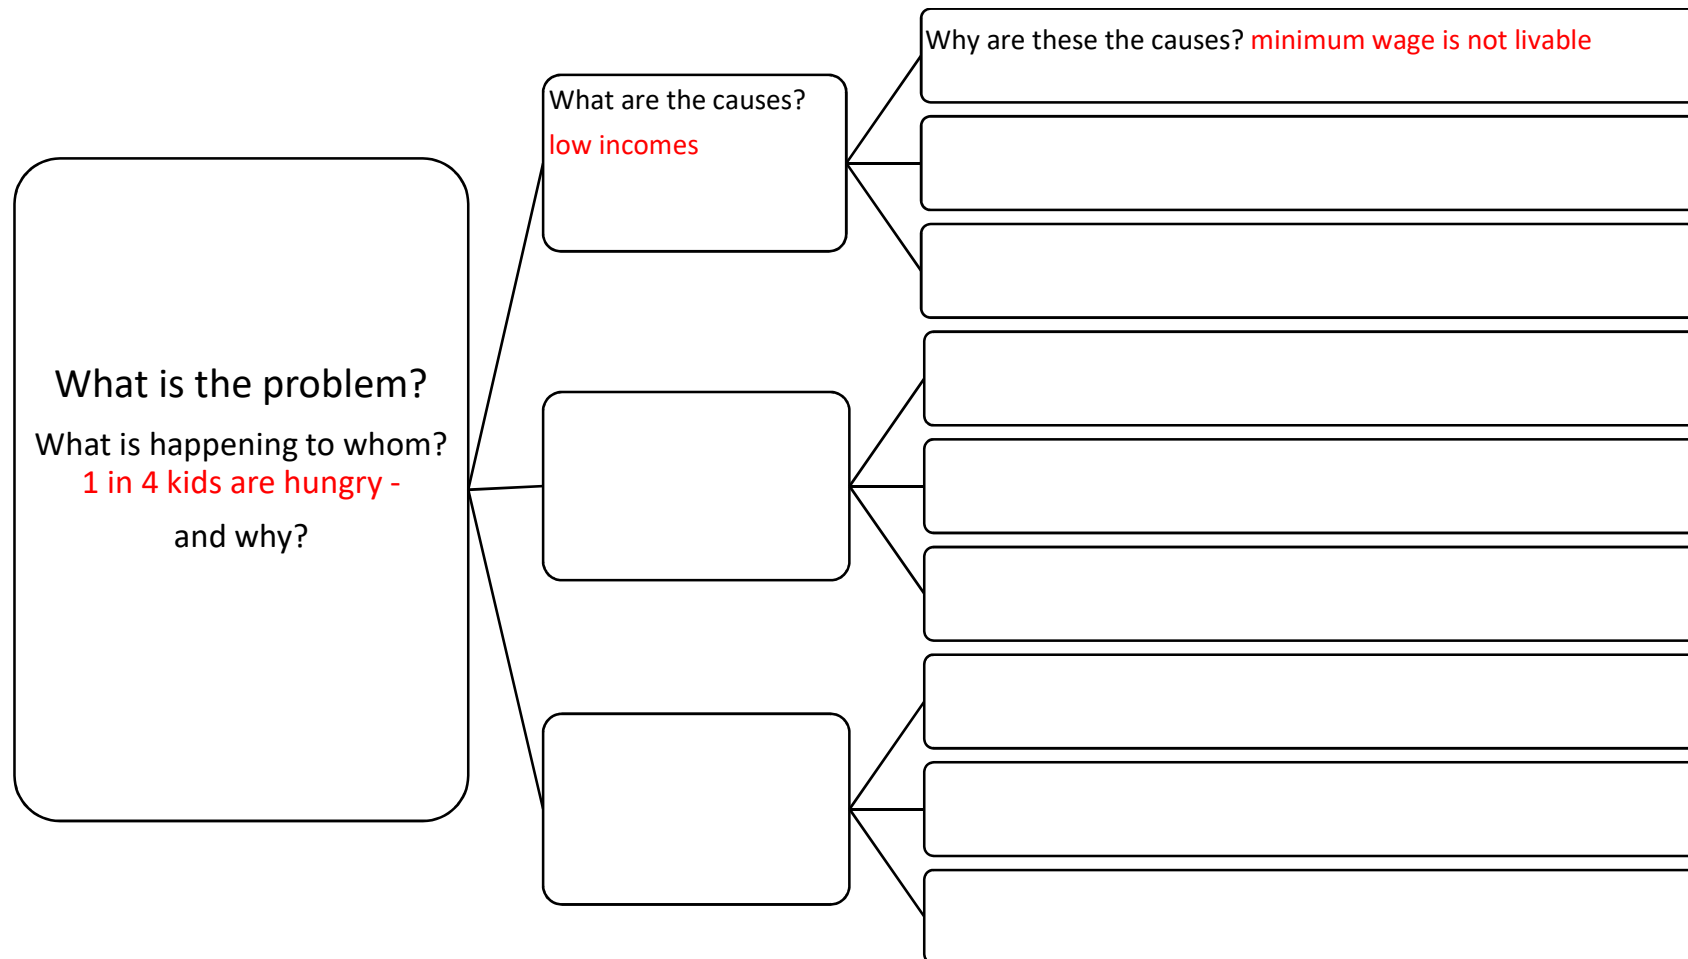 What is the problem?
What is happening to whom?
1 in 4 kids are hungry -
and why?
What are the causes?
low incomes
Why are these the causes? minimum wage is not livable